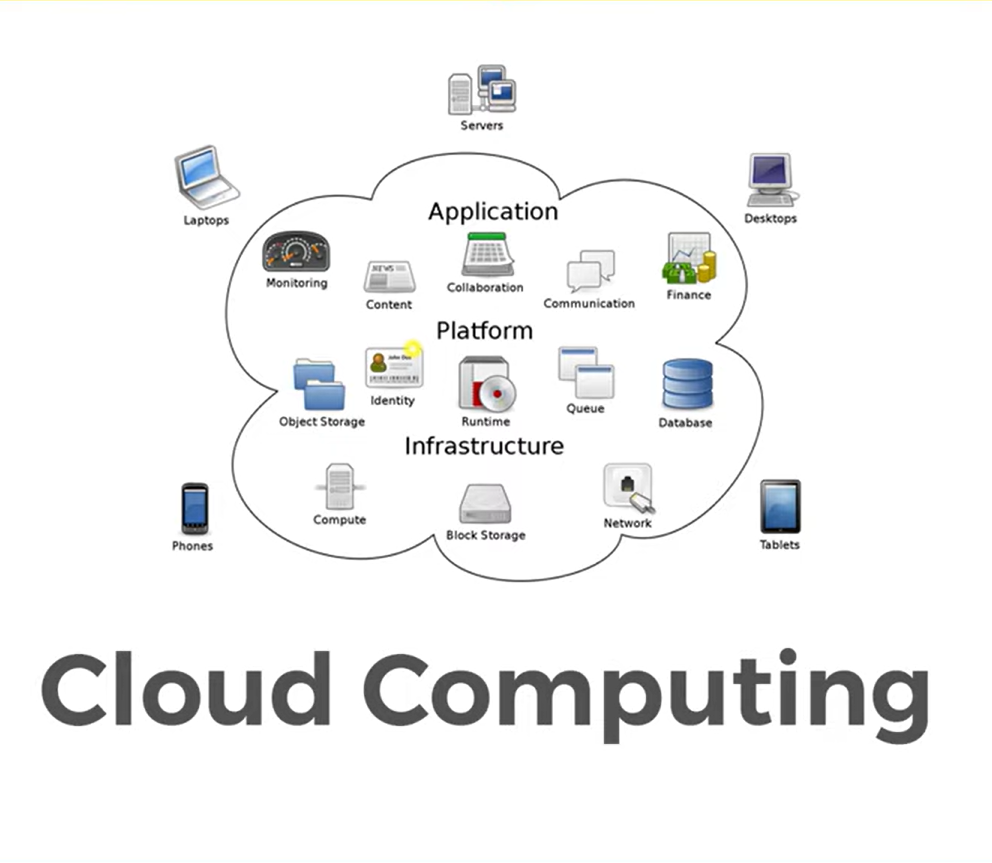 Servers
Laptops
Desktops
Application
Monitoring
Content
Collaboration
Communication
Finance
NEWS
Platform
John Doe
Object Storage
Identity
Runtime
Queue
Database
Infrastructure
Compute
Block Storage
Network
Phones
Tablets
Cloud Computing